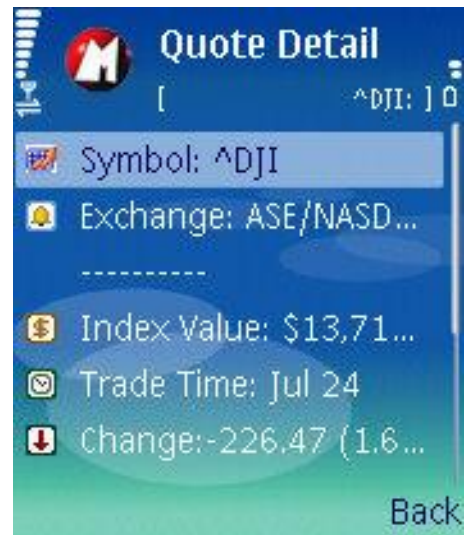 M
Quote Detail
[ ^DJI: ]
Symbol: ^DJI
Exchange: ASE/NASD...
----------
Index Value: $13,71...
Trade Time: Jul 24
Change:-226.47 (1.6...
Back